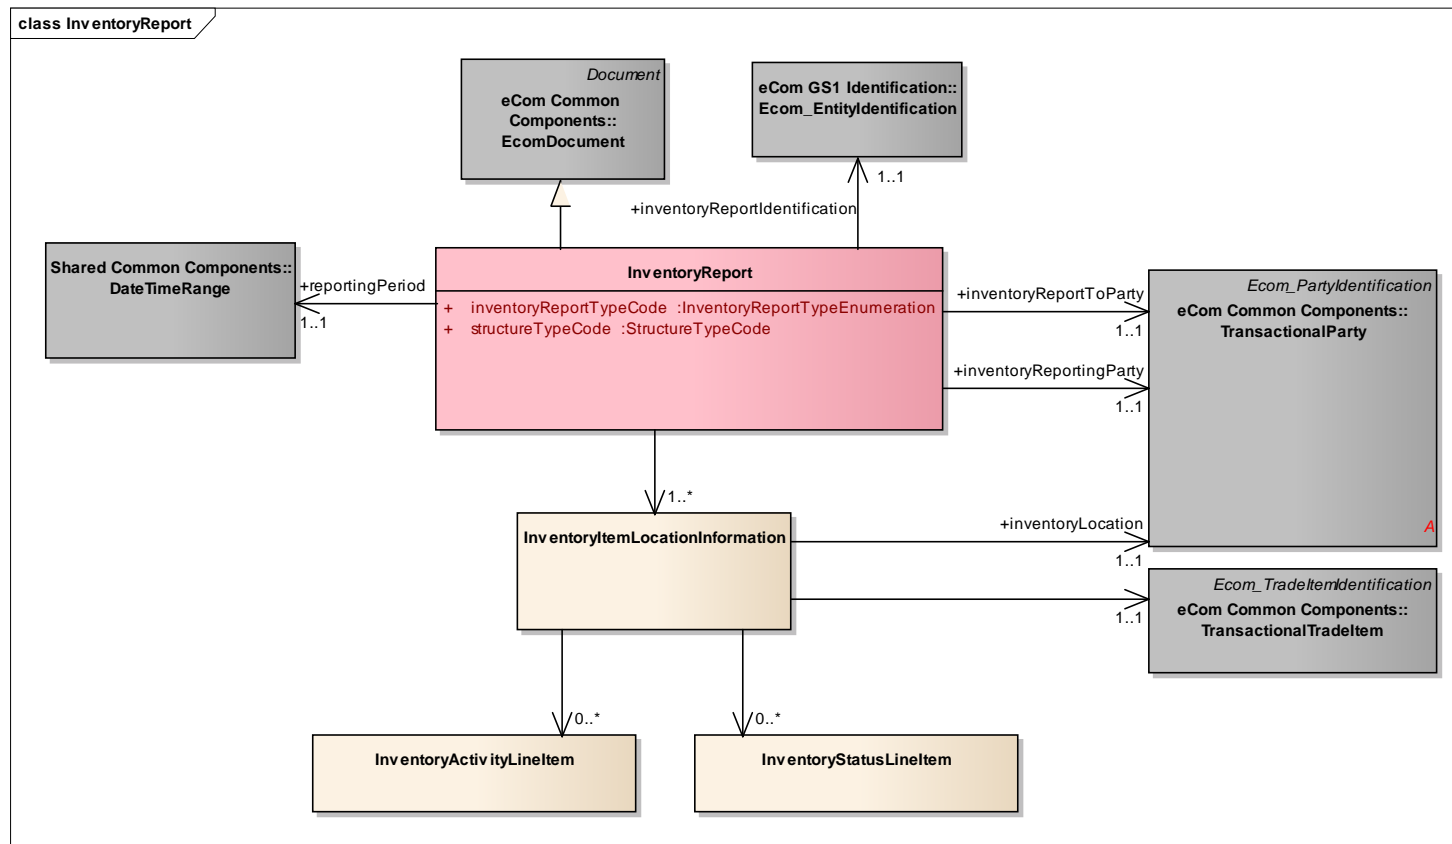 class InventoryReport
Document
eCom Common
Components::
EcomDocument
eCom GS1 Identification::
Ecom_EntityIdentification
1..1
+inventoryReportIdentification
Shared Common Components::
DateTimeRange
+reportingPeriod
1..1
InventoryReport
+ inventoryReportTypeCode :InventoryReportTypeEnumeration
+ structureTypeCode :StructureTypeCode
+inventoryReportToParty
1..1
+inventoryReportingParty
1..1
Ecom_PartyIdentification
eCom Common Components::
TransactionalParty
A
1..*
InventoryItemLocationInformation
+inventoryLocation
1..1
1..1
Ecom_TradeItemIdentification
eCom Common Components::
TransactionalTradeItem
0..*
0..*
InventoryActivityLineItem
InventoryStatusLineItem